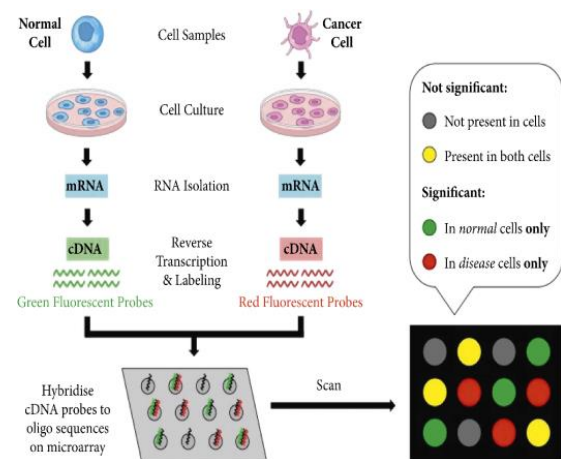 Normal
Cell
Cell Samples
Cancer
Cell
Cell Culture
mRNA
RNA Isolation
mRNA
cDNA
Reverse
Transcription
& Labeling
cDNA
Green Fluorescent Probes
Red Fluorescent Probes
Hybridise
cDNA probes to
oligo sequences
on microarray
Scan
Not significant:
Not present in cells
Present in both cells
Significant:
In normal cells only
In disease cells only